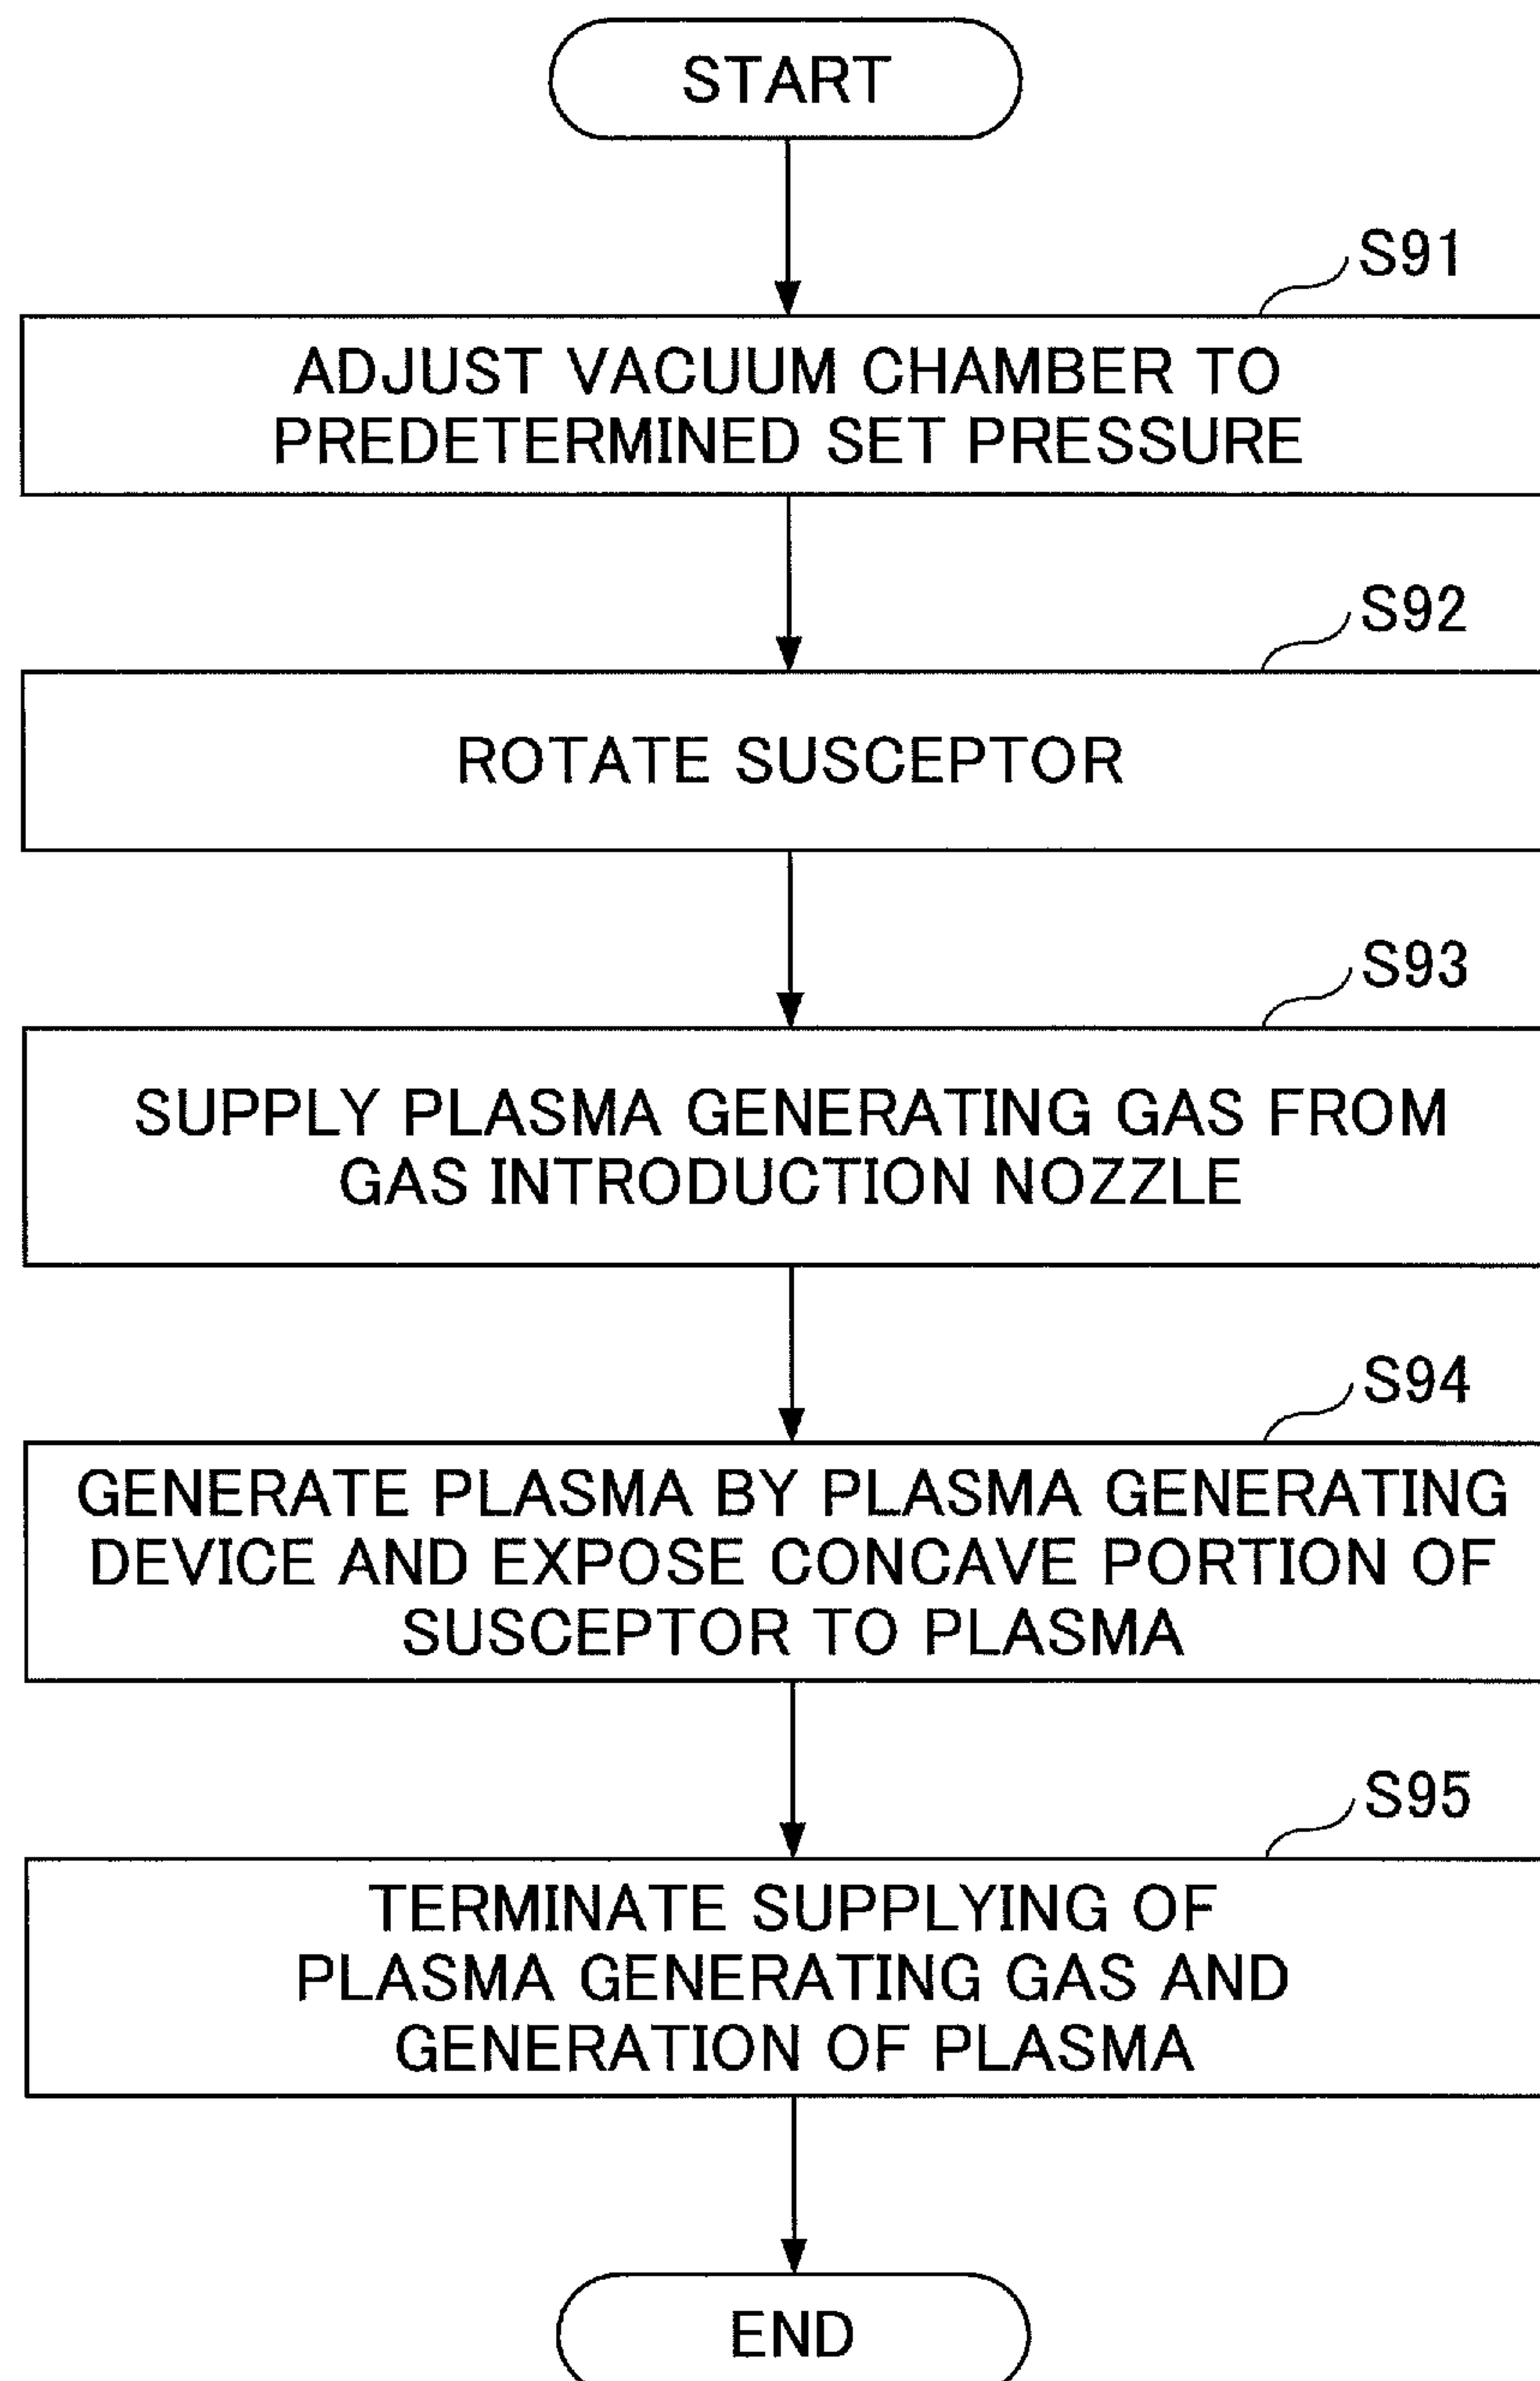 START
S91
ADJUST VACUUM CHAMBER TO
PREDETERMINED SET PRESSURE
S92
ROTATE SUSCEPTOR
S93
SUPPLY PLASMA GENERATING GAS FROM
GAS INTRODUCTION NOZZLE
S94
GENERATE PLASMA BY PLASMA GENERATING
DEVICE AND EXPOSE CONCAVE PORTION OF
SUSCEPTOR TO PLASMA
S95
TERMINATE SUPPLYING OF
PLASMA GENERATING GAS AND
GENERATION OF PLASMA
END